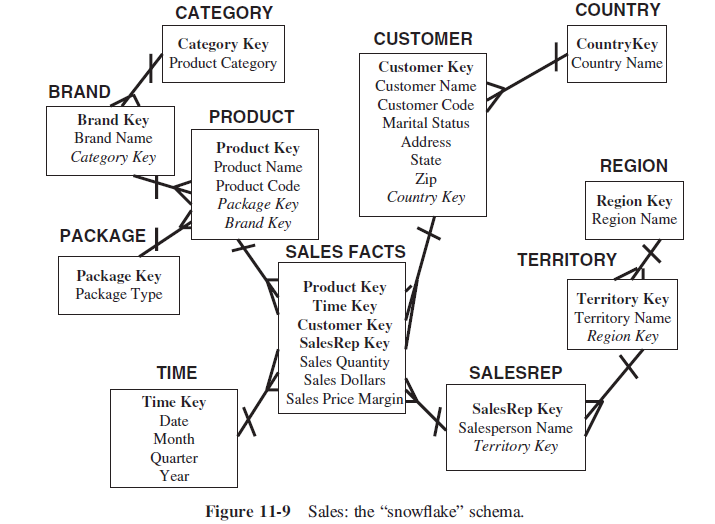 CATEGORY
Category Key
Product Category
BRAND
Brand Key
Brand Name
Category Key
PRODUCT
Product Key
Product Name
Product Code
Package Key
Brand Key
PACKAGE
Package Key
Package Type
CUSTOMER
Customer Key
Customer Name
Customer Code
Marital Status
Address
State
Zip
Country Key
COUNTRY
CountryKey
Country Name
REGION
Region Key
Region Name
TERRITORY
Territory Key
Territory Name
Region Key
SALES FACTS
Product Key
Time Key
Customer Key
SalesRep Key
Sales Quantity
Sales Dollars
Sales Price Margin
TIME
Time Key
Date
Month
Quarter
Year
SALESREP
SalesRep Key
Salesperson Name
Territory Key
Figure 11-9 Sales: the “snowflake” schema.